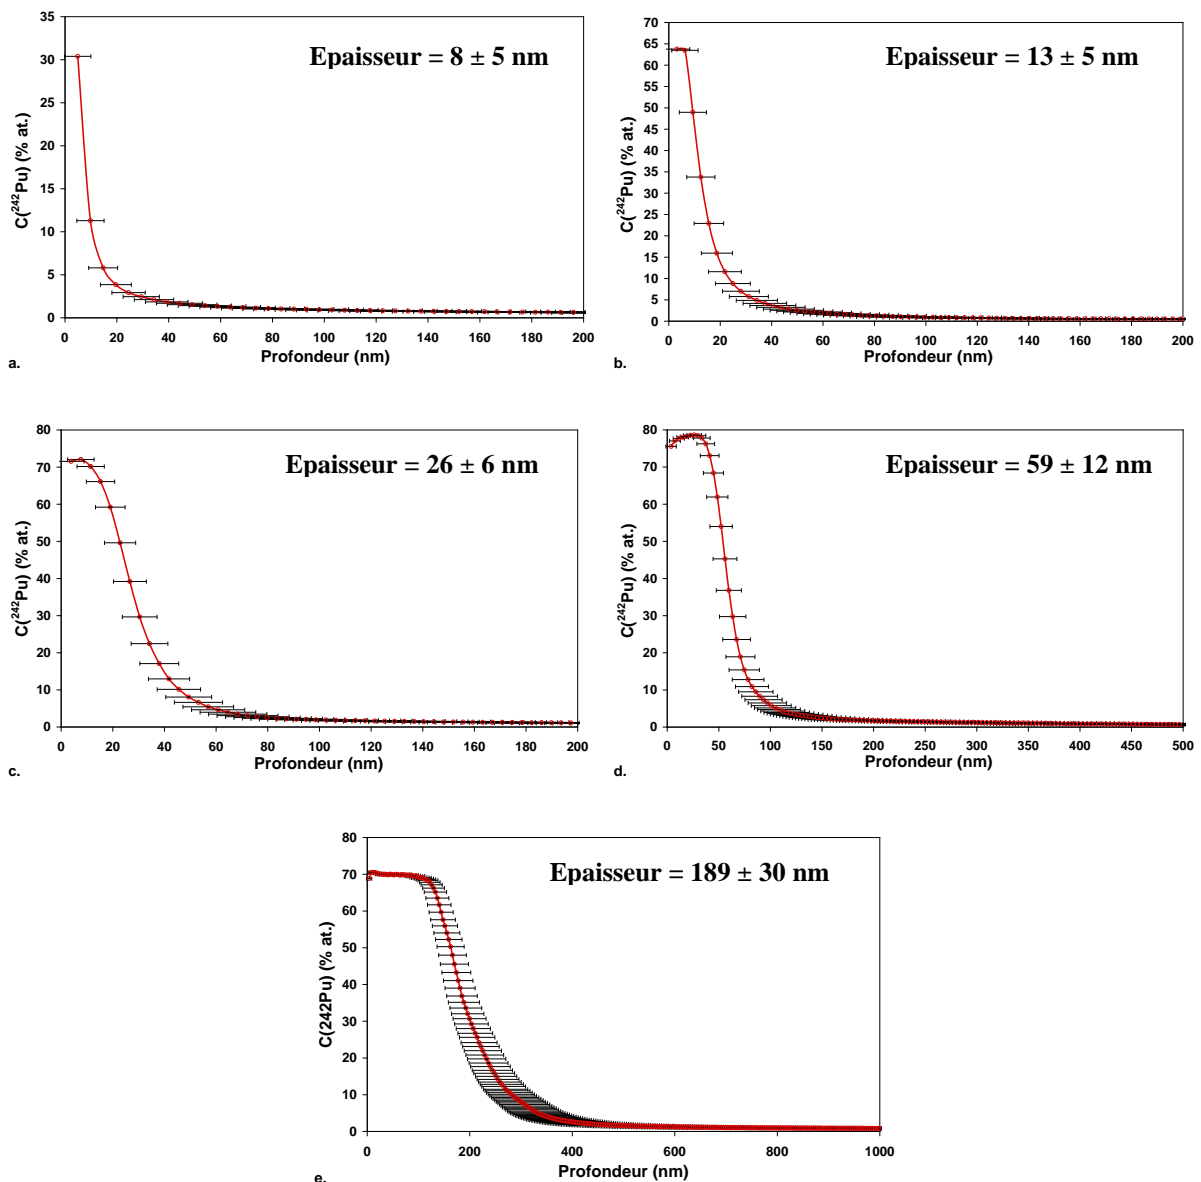 Epaisseur = 8 ± 5 nm
C(²⁴²Pu) (% at.)
35
30
25
20
15
10
5
0
0 20 40 60 80 100 120 140 160 180 200
Profondeur (nm)
a.
Epaisseur = 13 ± 5 nm
C(²⁴²Pu) (% at.)
70
65
60
55
50
45
40
35
30
25
20
15
10
5
0
0 20 40 60 80 100 120 140 160 180 200
Profondeur (nm)
b.
Epaisseur = 26 ± 6 nm
C(²⁴²Pu) (% at.)
80
70
60
50
40
30
20
10
0
0 20 40 60 80 100 120 140 160 180 200
Profondeur (nm)
c.
Epaisseur = 59 ± 12 nm
C(²⁴²Pu) (% at.)
80
70
60
50
40
30
20
10
0
0 50 100 150 200 250 300 350 400 450 500
Profondeur (nm)
d.
Epaisseur = 189 ± 30 nm
C(242Pu) (% at.)
80
70
60
50
40
30
20
10
0
0 200 400 600 800 1000
Profondeur (nm)
e.